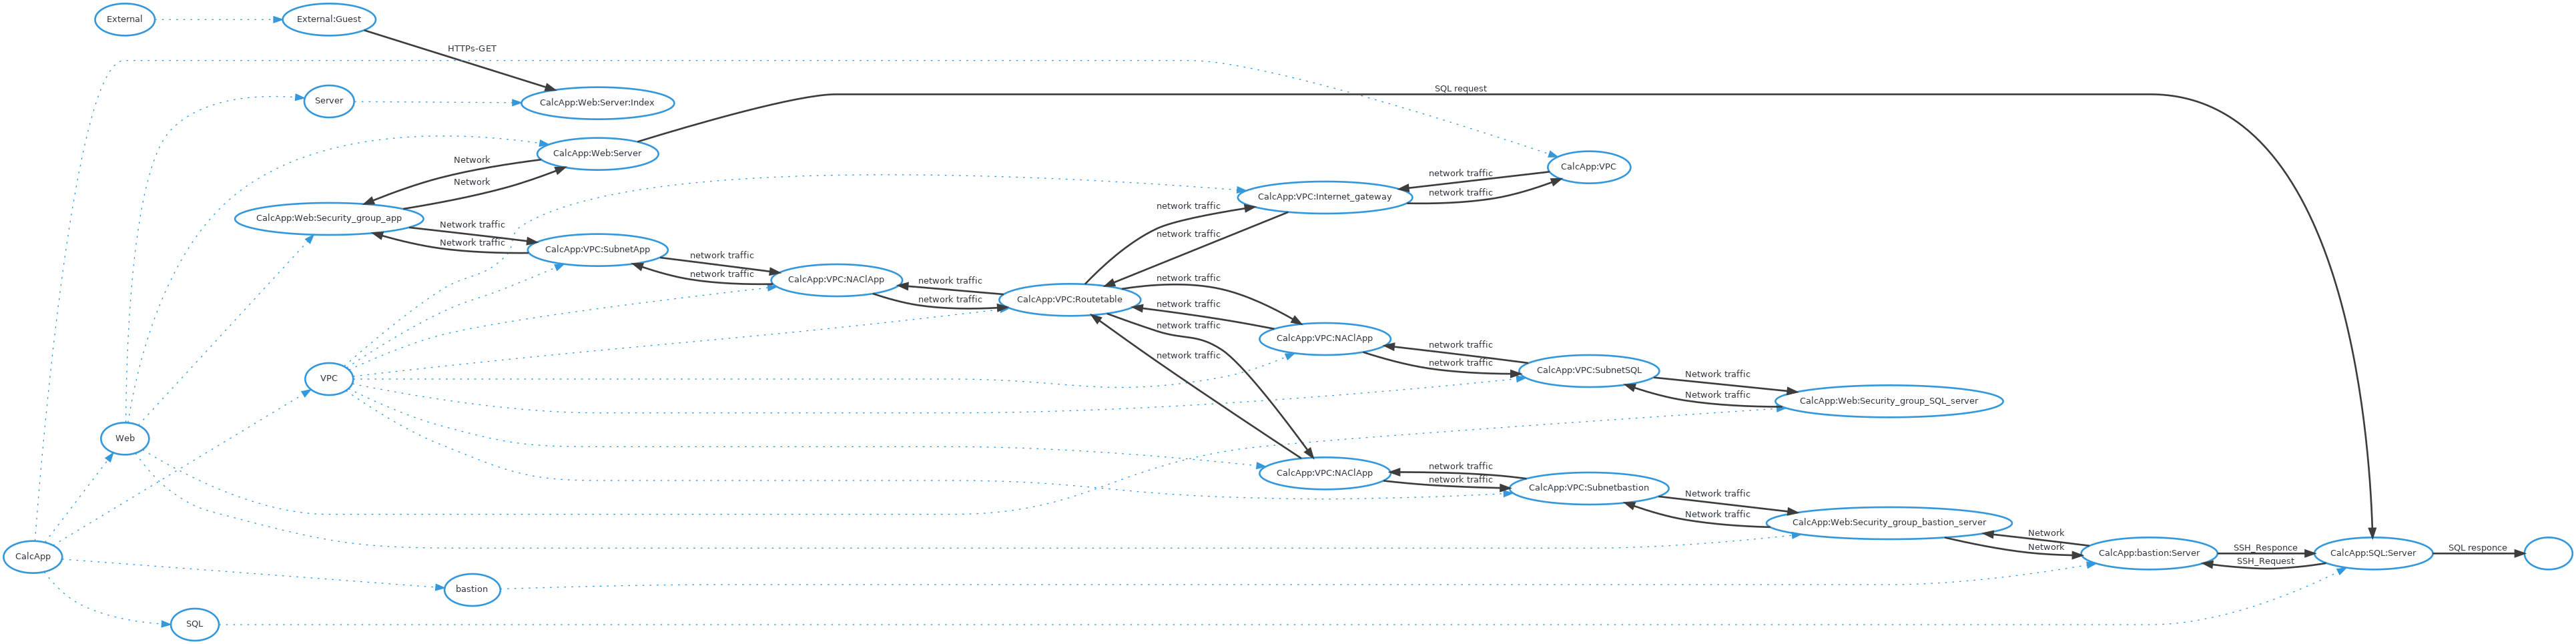 External
External:Guest
HTTPs-GET
Server
CalcApp:Web:Server:Index
SQL request
CalcApp:Web:Server
Network
Network
CalcApp:VPC
network traffic
network traffic
CalcApp:VPC:Internet_gateway
CalcApp:Web:Security_group_app
Network traffic
Network traffic
CalcApp:VPC:SubnetApp
network traffic
network traffic
network traffic
network traffic
CalcApp:VPC:NAClApp
network traffic
network traffic
CalcApp:VPC:Routetable
network traffic
network traffic
network traffic
network traffic
CalcApp:VPC:NAClApp
network traffic
network traffic
CalcApp:VPC:SubnetSQL
Network traffic
Network traffic
CalcApp:Web:Security_group_SQL_server
VPC
Web
CalcApp:VPC:NAClApp
network traffic
network traffic
CalcApp:VPC:Subnetbastion
Network traffic
Network traffic
CalcApp:Web:Security_group_bastion_server
Network
Network
CalcApp:bastion:Server
SSH_Responce
SSH_Request
CalcApp:SQL:Server
SQL responce
CalcApp
bastion
SQL